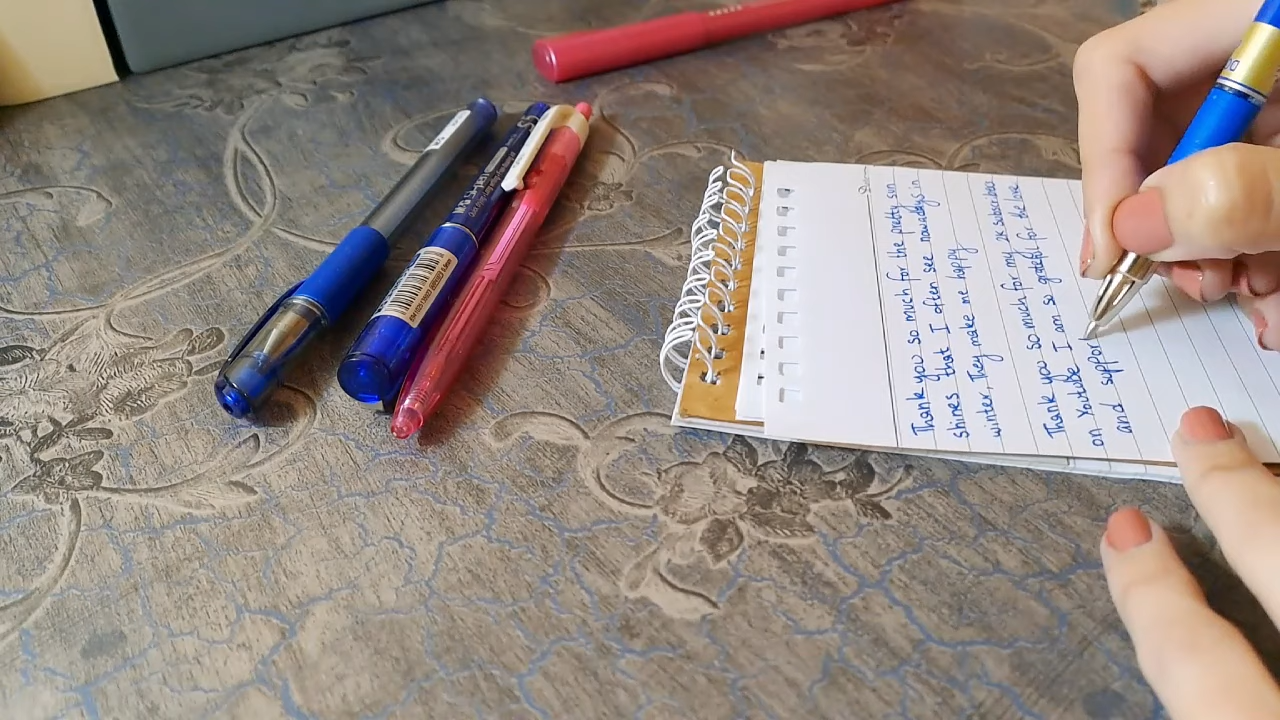 Thank you so much for the pretty sun
shines that I often see nowadays in
winter, They make me happy
Thank you so much for my 2K subscribers
on Youtube I am so grateful for the love
and support